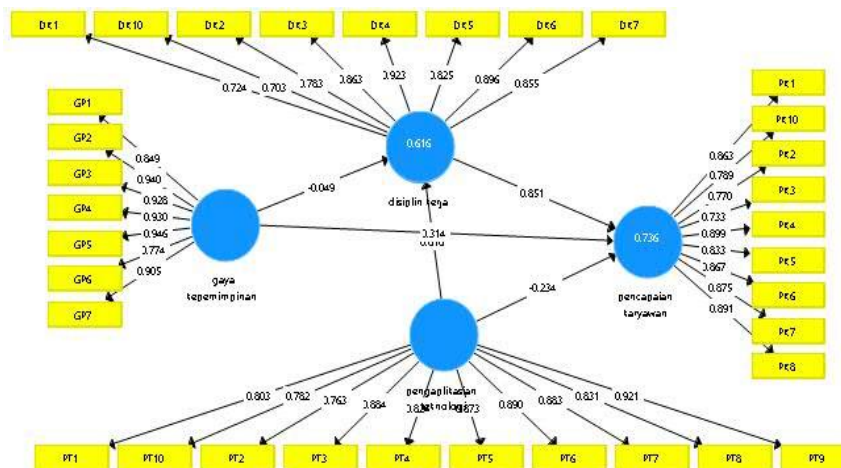 DK1 DK10 DK2 DK3 DK4 DK5 DK6 DK7
0.724 0.703 0.783 0.863 0.923 0.825 0.896 0.855
GP1
GP2
GP3
GP4
GP5
GP6
GP7
0.849
0.940
0.928
0.930
0.946
0.774
0.905
gaya
kepemimpinan
0.616
disiplin kerja
-0.049
0.851
0.314
-0.234
0.736
pencapaian
karyawan
PK1
PK10
PK2
PK3
PK4
PK5
PK6
PK7
PK8
0.863
0.789
0.770
0.733
0.899
0.833
0.867
0.875
0.891
pengaplikasian
teknologi
0.803 0.782 0.763 0.884 0.873 0.890 0.883 0.831 0.921
PT1 PT10 PT2 PT3 PT4 PT5 PT6 PT7 PT8 PT9